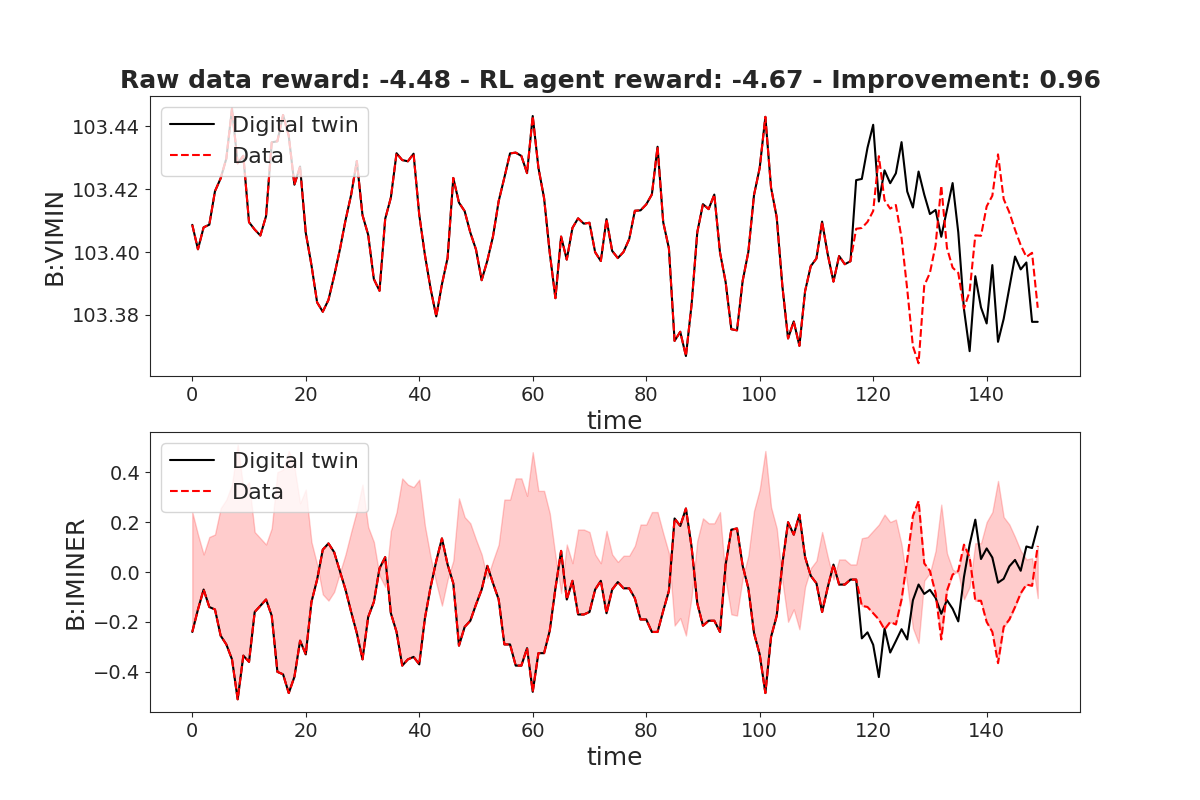 Raw data reward: -4.48 - RL agent reward: -4.67 - Improvement: 0.96
B:VIMIN
103.44
103.42
103.40
103.38
Digital twin
Data
0 20 40 60 80 100 120 140
time
B:IMINER
0.4
0.2
0.0
−0.2
−0.4
Digital twin
Data
0 20 40 60 80 100 120 140
time